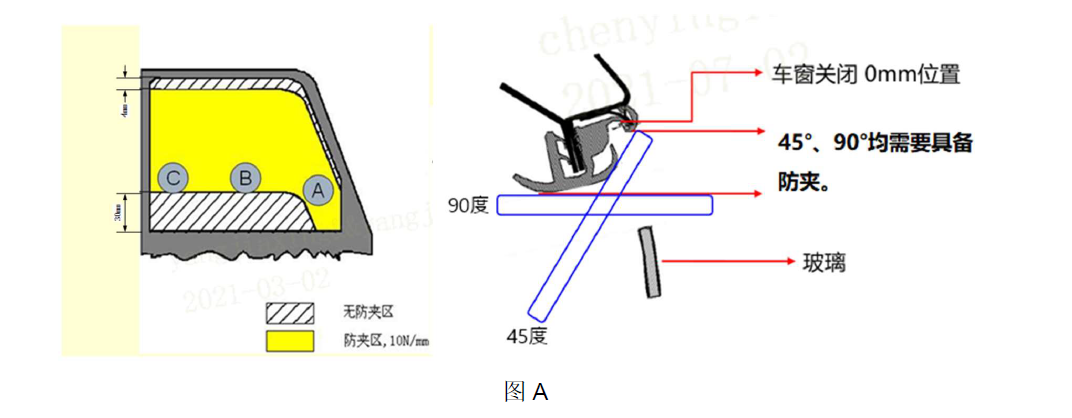 chenyingji
2021-07-02
车窗关闭 0mm位置
45°、90°均需要具备
防夹。
4mm
C
B
A
30mm
90度
玻璃
2021-03-02
无防夹区
防夹区,10N/mm
45度
图 A